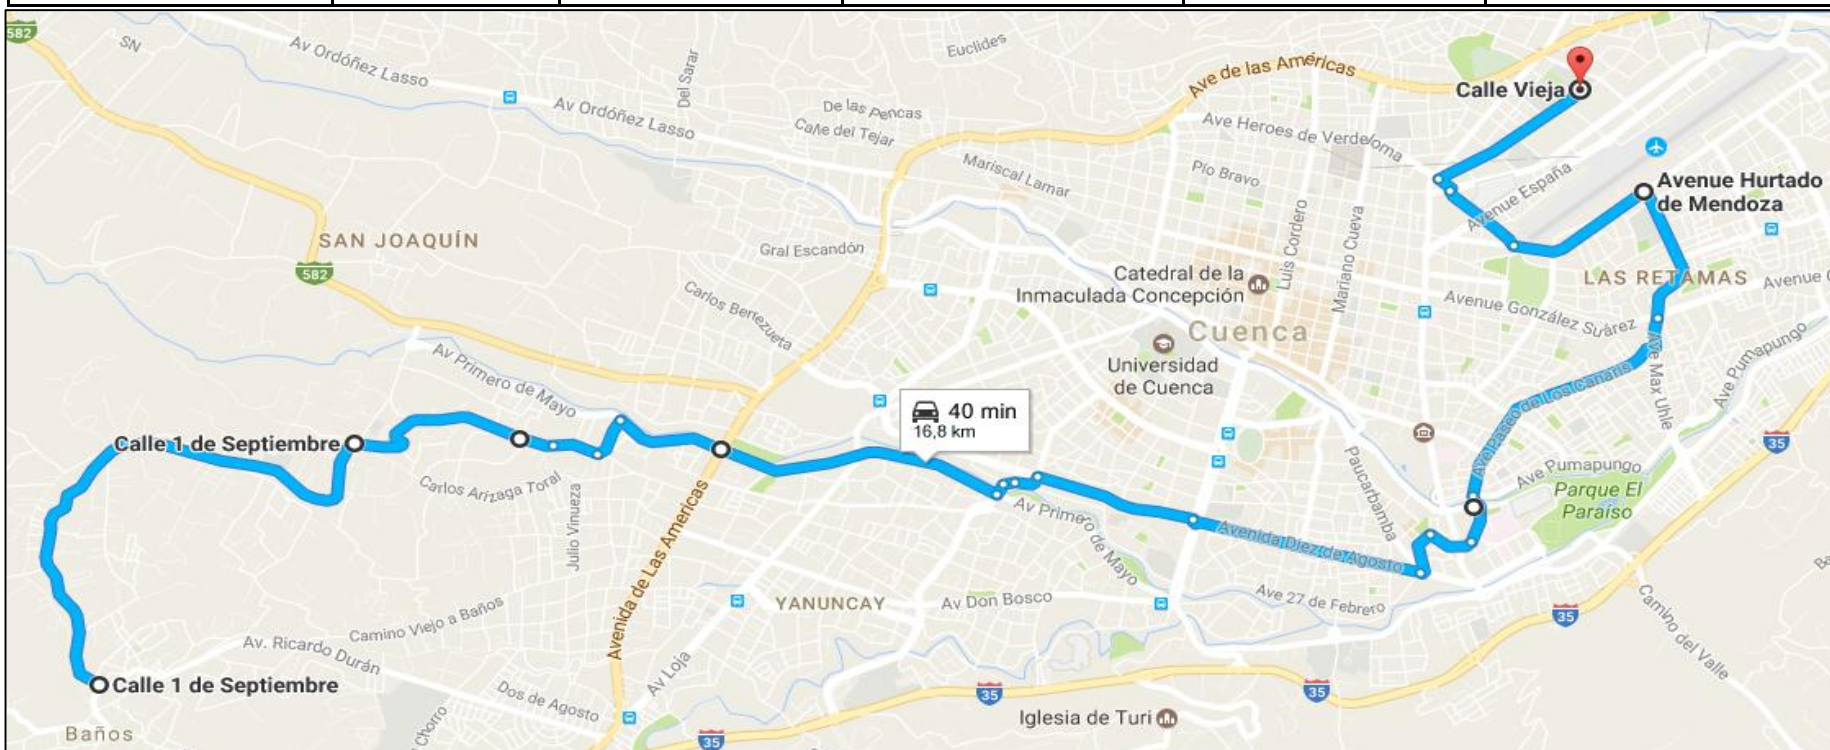 582
SN
Av Ordóñez Lasso
Del Sarar
Euclides
Av Ordóñez Lasso
De las Pencas
Calle del Tejar
Ave de las Américas
Calle Vieja
Ave Heroes de Verdeloma
Mariscal Lamar
Pío Bravo
Avenue España
Avenue Hurtado
de Mendoza
SAN JOAQUÍN
582
Gral Escandón
Luis Cordero
Mariano Cueva
Catedral de la
Inmaculada Concepción
LAS RETAMAS
Avenue
Carlos Bertezueta
Avenue González Suárez
Cuenca
Universidad
de Cuenca
Av Primero de Mayo
Ave Max Uhle
Ave Pumapungo
Ave Paseo de Los Cañaris
40 min
16,8 km
Calle 1 de Septiembre
35
Carlos Arízaga Toral
Julio Vinueza
Avenida de Las Americas
Av Primero de Mayo
Avenida Diez de Agosto
Paucarbamba
Ave Pumapungo
Parque El
Paraíso
YANUNCAY
Av Don Bosco
Ave 27 de Febrero
35
Camino del Valle
Camino Viejo a Baños
Av. Ricardo Durán
Av Loja
Calle 1 de Septiembre
Dos de Agosto
35
35
Iglesia de Turi
Baños
Chorro
35